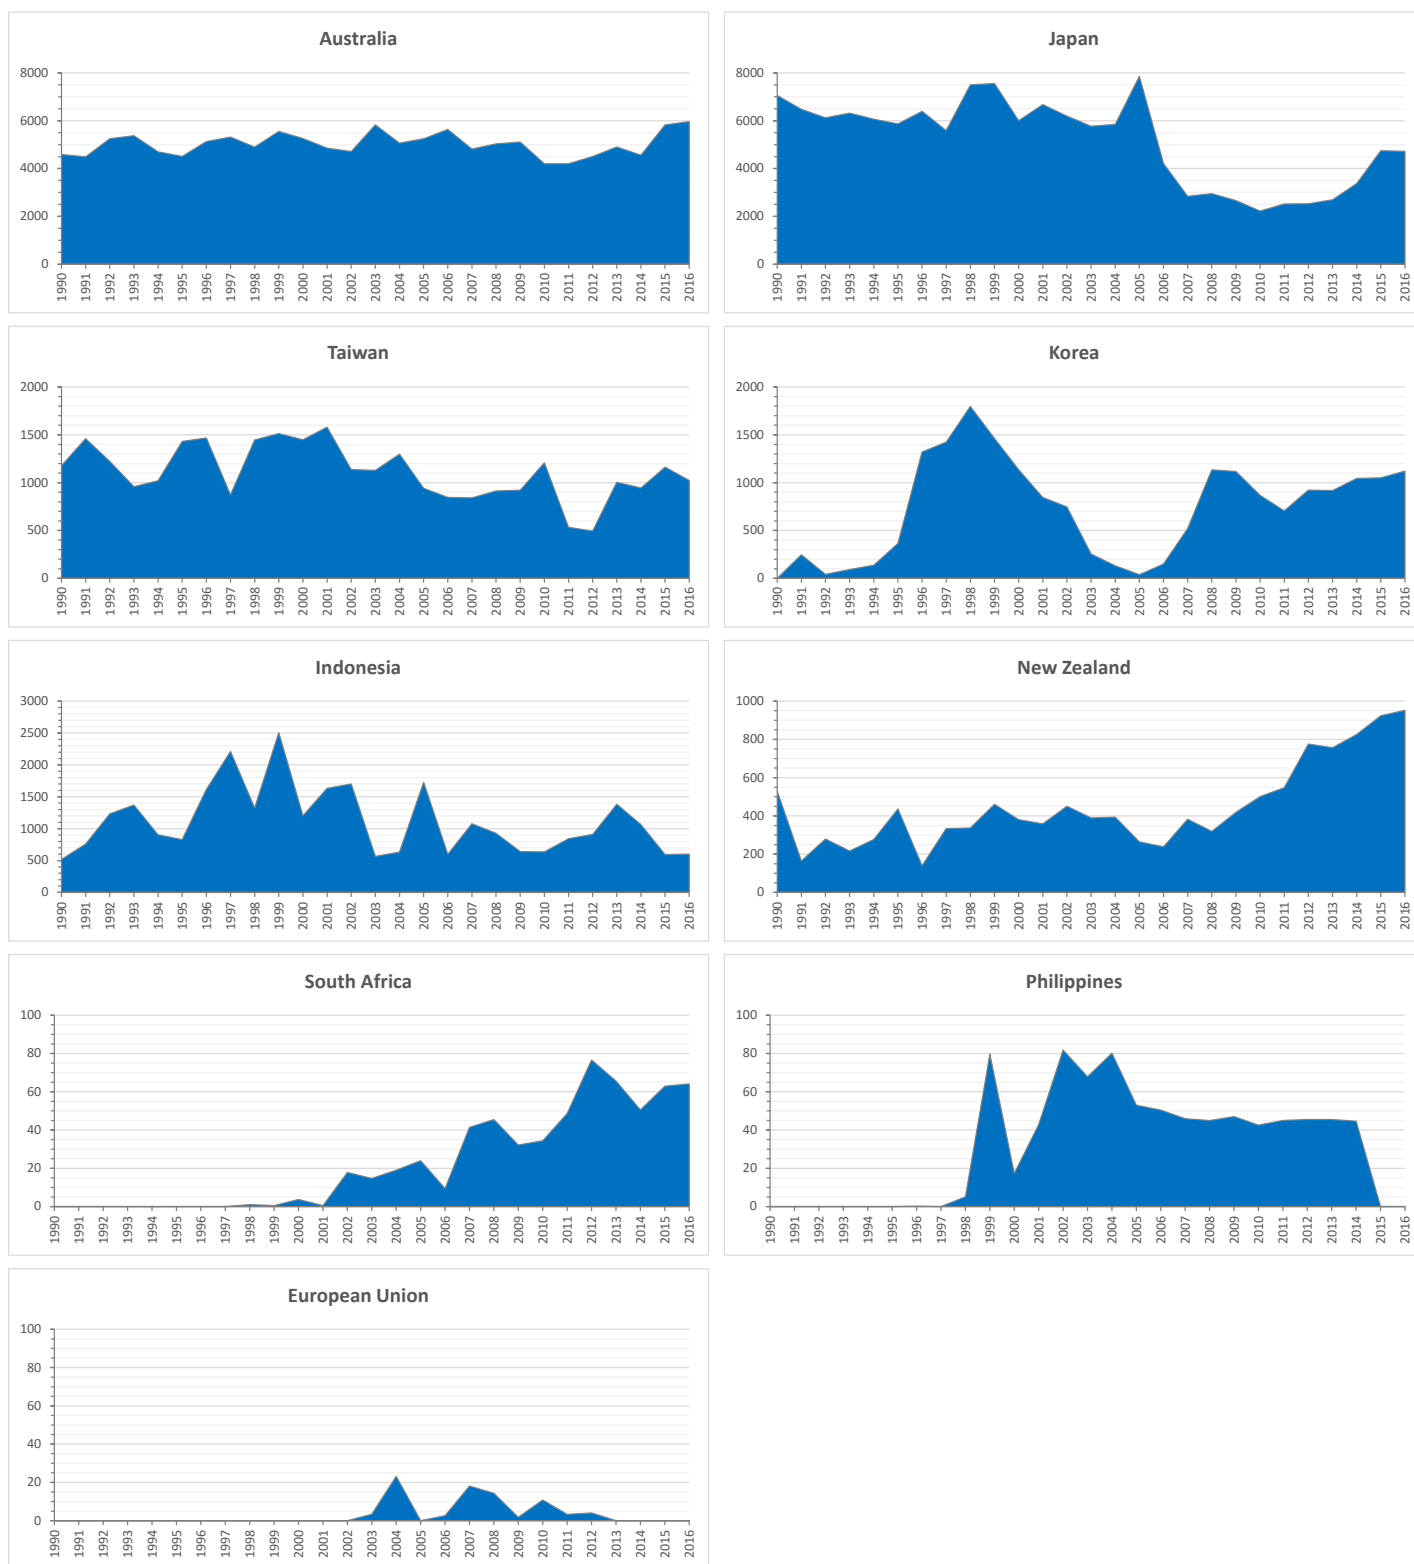 Australia
8000
6000
4000
2000
0
1990 1991 1992 1993 1994 1995 1996 1997 1998 1999 2000 2001 2002 2003 2004 2005 2006 2007 2008 2009 2010 2011 2012 2013 2014 2015 2016
Japan
8000
6000
4000
2000
0
1990 1991 1992 1993 1994 1995 1996 1997 1998 1999 2000 2001 2002 2003 2004 2005 2006 2007 2008 2009 2010 2011 2012 2013 2014 2015 2016
Taiwan
2000
1500
1000
500
0
1990 1991 1992 1993 1994 1995 1996 1997 1998 1999 2000 2001 2002 2003 2004 2005 2006 2007 2008 2009 2010 2011 2012 2013 2014 2015 2016
Korea
2000
1500
1000
500
0
1990 1991 1992 1993 1994 1995 1996 1997 1998 1999 2000 2001 2002 2003 2004 2005 2006 2007 2008 2009 2010 2011 2012 2013 2014 2015 2016
Indonesia
3000
2500
2000
1500
1000
500
0
1990 1991 1992 1993 1994 1995 1996 1997 1998 1999 2000 2001 2002 2003 2004 2005 2006 2007 2008 2009 2010 2011 2012 2013 2014 2015 2016
New Zealand
1000
800
600
400
200
0
1990 1991 1992 1993 1994 1995 1996 1997 1998 1999 2000 2001 2002 2003 2004 2005 2006 2007 2008 2009 2010 2011 2012 2013 2014 2015 2016
South Africa
100
80
60
40
20
0
1990 1991 1992 1993 1994 1995 1996 1997 1998 1999 2000 2001 2002 2003 2004 2005 2006 2007 2008 2009 2010 2011 2012 2013 2014 2015 2016
Philippines
100
80
60
40
20
0
1990 1991 1992 1993 1994 1995 1996 1997 1998 1999 2000 2001 2002 2003 2004 2005 2006 2007 2008 2009 2010 2011 2012 2013 2014 2015 2016
European Union
100
80
60
40
20
0
1990 1991 1992 1993 1994 1995 1996 1997 1998 1999 2000 2001 2002 2003 2004 2005 2006 2007 2008 2009 2010 2011 2012 2013 2014 2015 2016